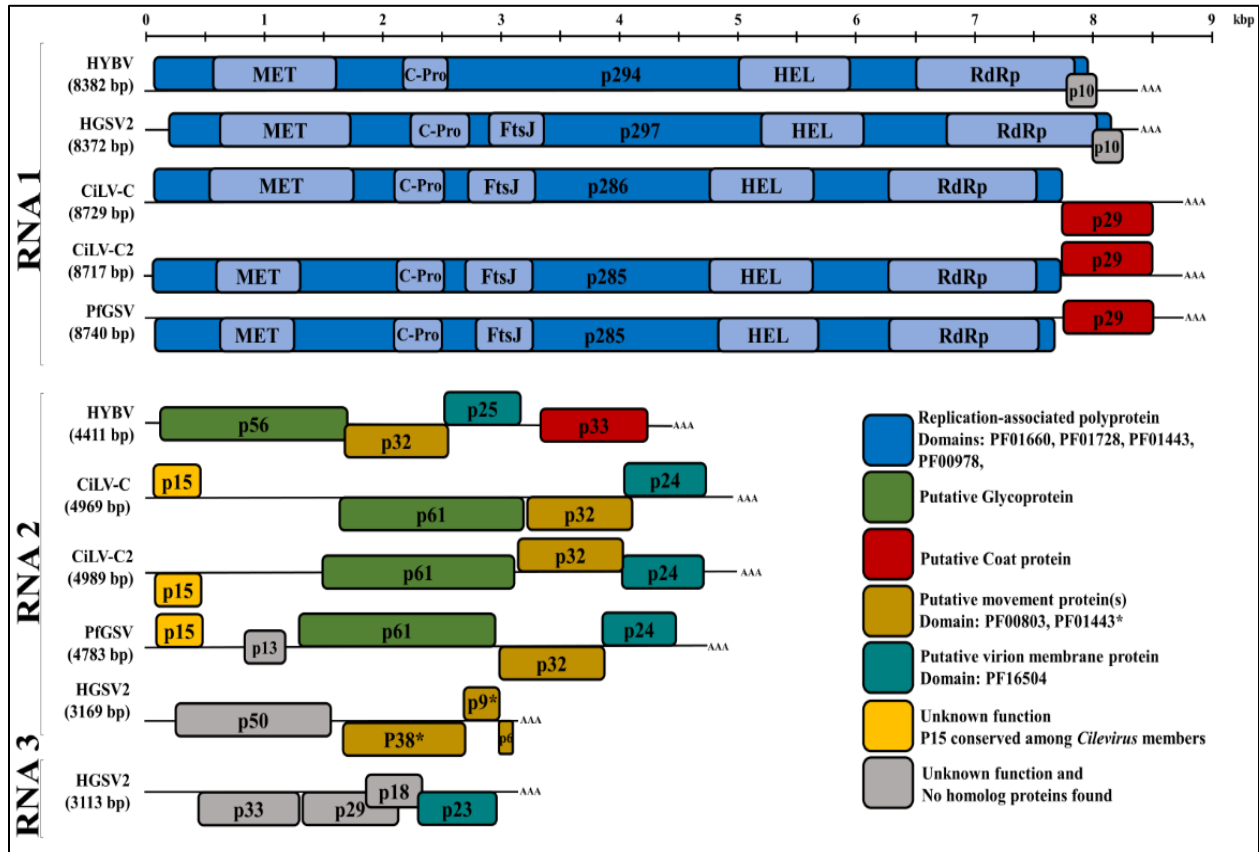 0 1 2 3 4 5 6 7 8 9 kbp
RNA 1
HYBV
(8382 bp)
MET C-Pro p294 HEL RdRp p10 AAA
HGSV2
(8372 bp)
MET C-Pro FtsJ p297 HEL RdRp p10 AAA
CiLV-C
(8729 bp)
MET C-Pro FtsJ p286 HEL RdRp p29 AAA
CiLV-C2
(8717 bp)
MET C-Pro FtsJ p285 HEL RdRp p29 AAA
PfGSV
(8740 bp)
MET C-Pro FtsJ p285 HEL RdRp p29 AAA
RNA 2
HYBV
(4411 bp)
p56 p32 p25 p33 AAA
CiLV-C
(4969 bp)
p15 p61 p32 p24 AAA
CiLV-C2
(4989 bp)
p15 p61 p32 p24 AAA
PfGSV
(4783 bp)
p15 p13 p61 p32 p24 AAA
HGSV2
(3169 bp)
p50 P38* p9* p6 AAA
RNA 3
HGSV2
(3113 bp)
p33 p29 p18 p23 AAA
Replication-associated polyprotein
Domains: PF01660, PF01728, PF01443,
PF00978,
Putative Glycoprotein
Putative Coat protein
Putative movement protein(s)
Domain: PF00803, PF01443*
Putative virion membrane protein
Domain: PF16504
Unknown function
P15 conserved among Cilevirus members
Unknown function and
No homolog proteins found